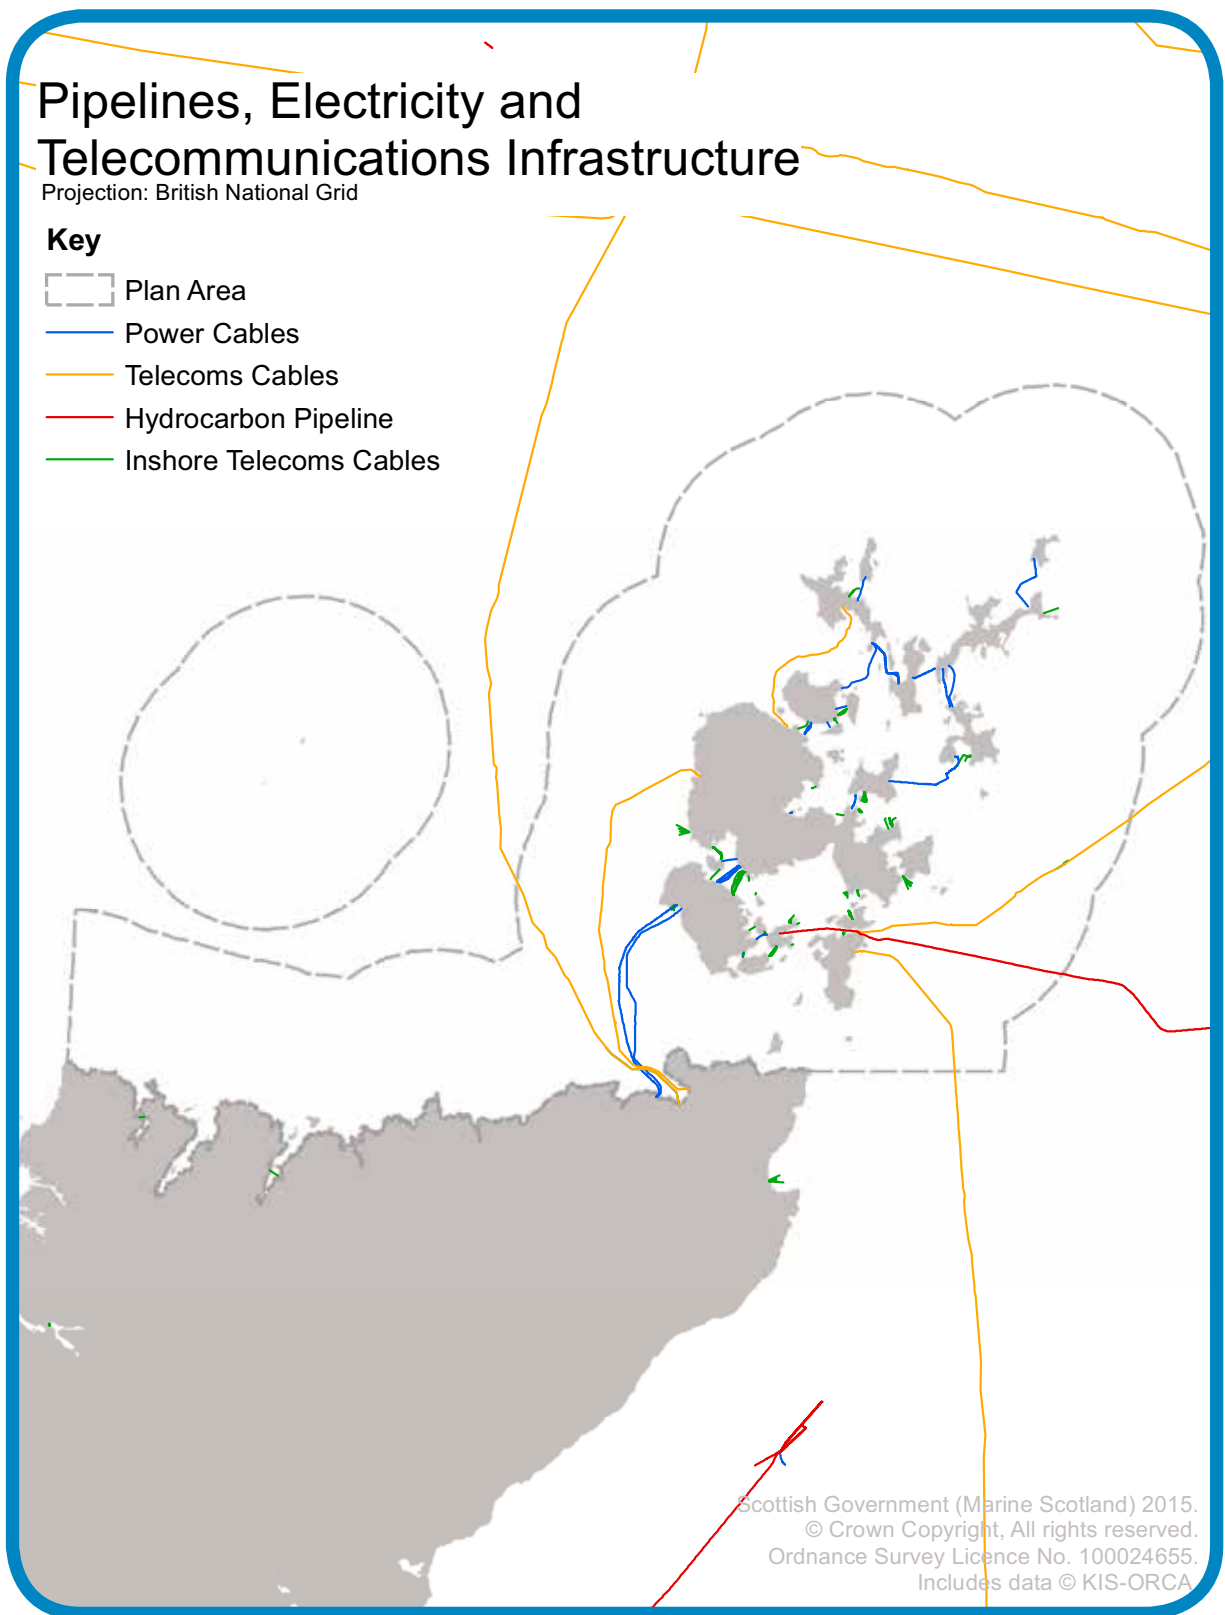 Pipelines, Electricity and
Telecommunications Infrastructure
Projection: British National Grid
Key
Plan Area
Power Cables
Telecoms Cables
Hydrocarbon Pipeline
Inshore Telecoms Cables
Scottish Government (Marine Scotland) 2015.
© Crown Copyright, All rights reserved.
Ordnance Survey Licence No. 100024655.
Includes data © KIS-ORCA.